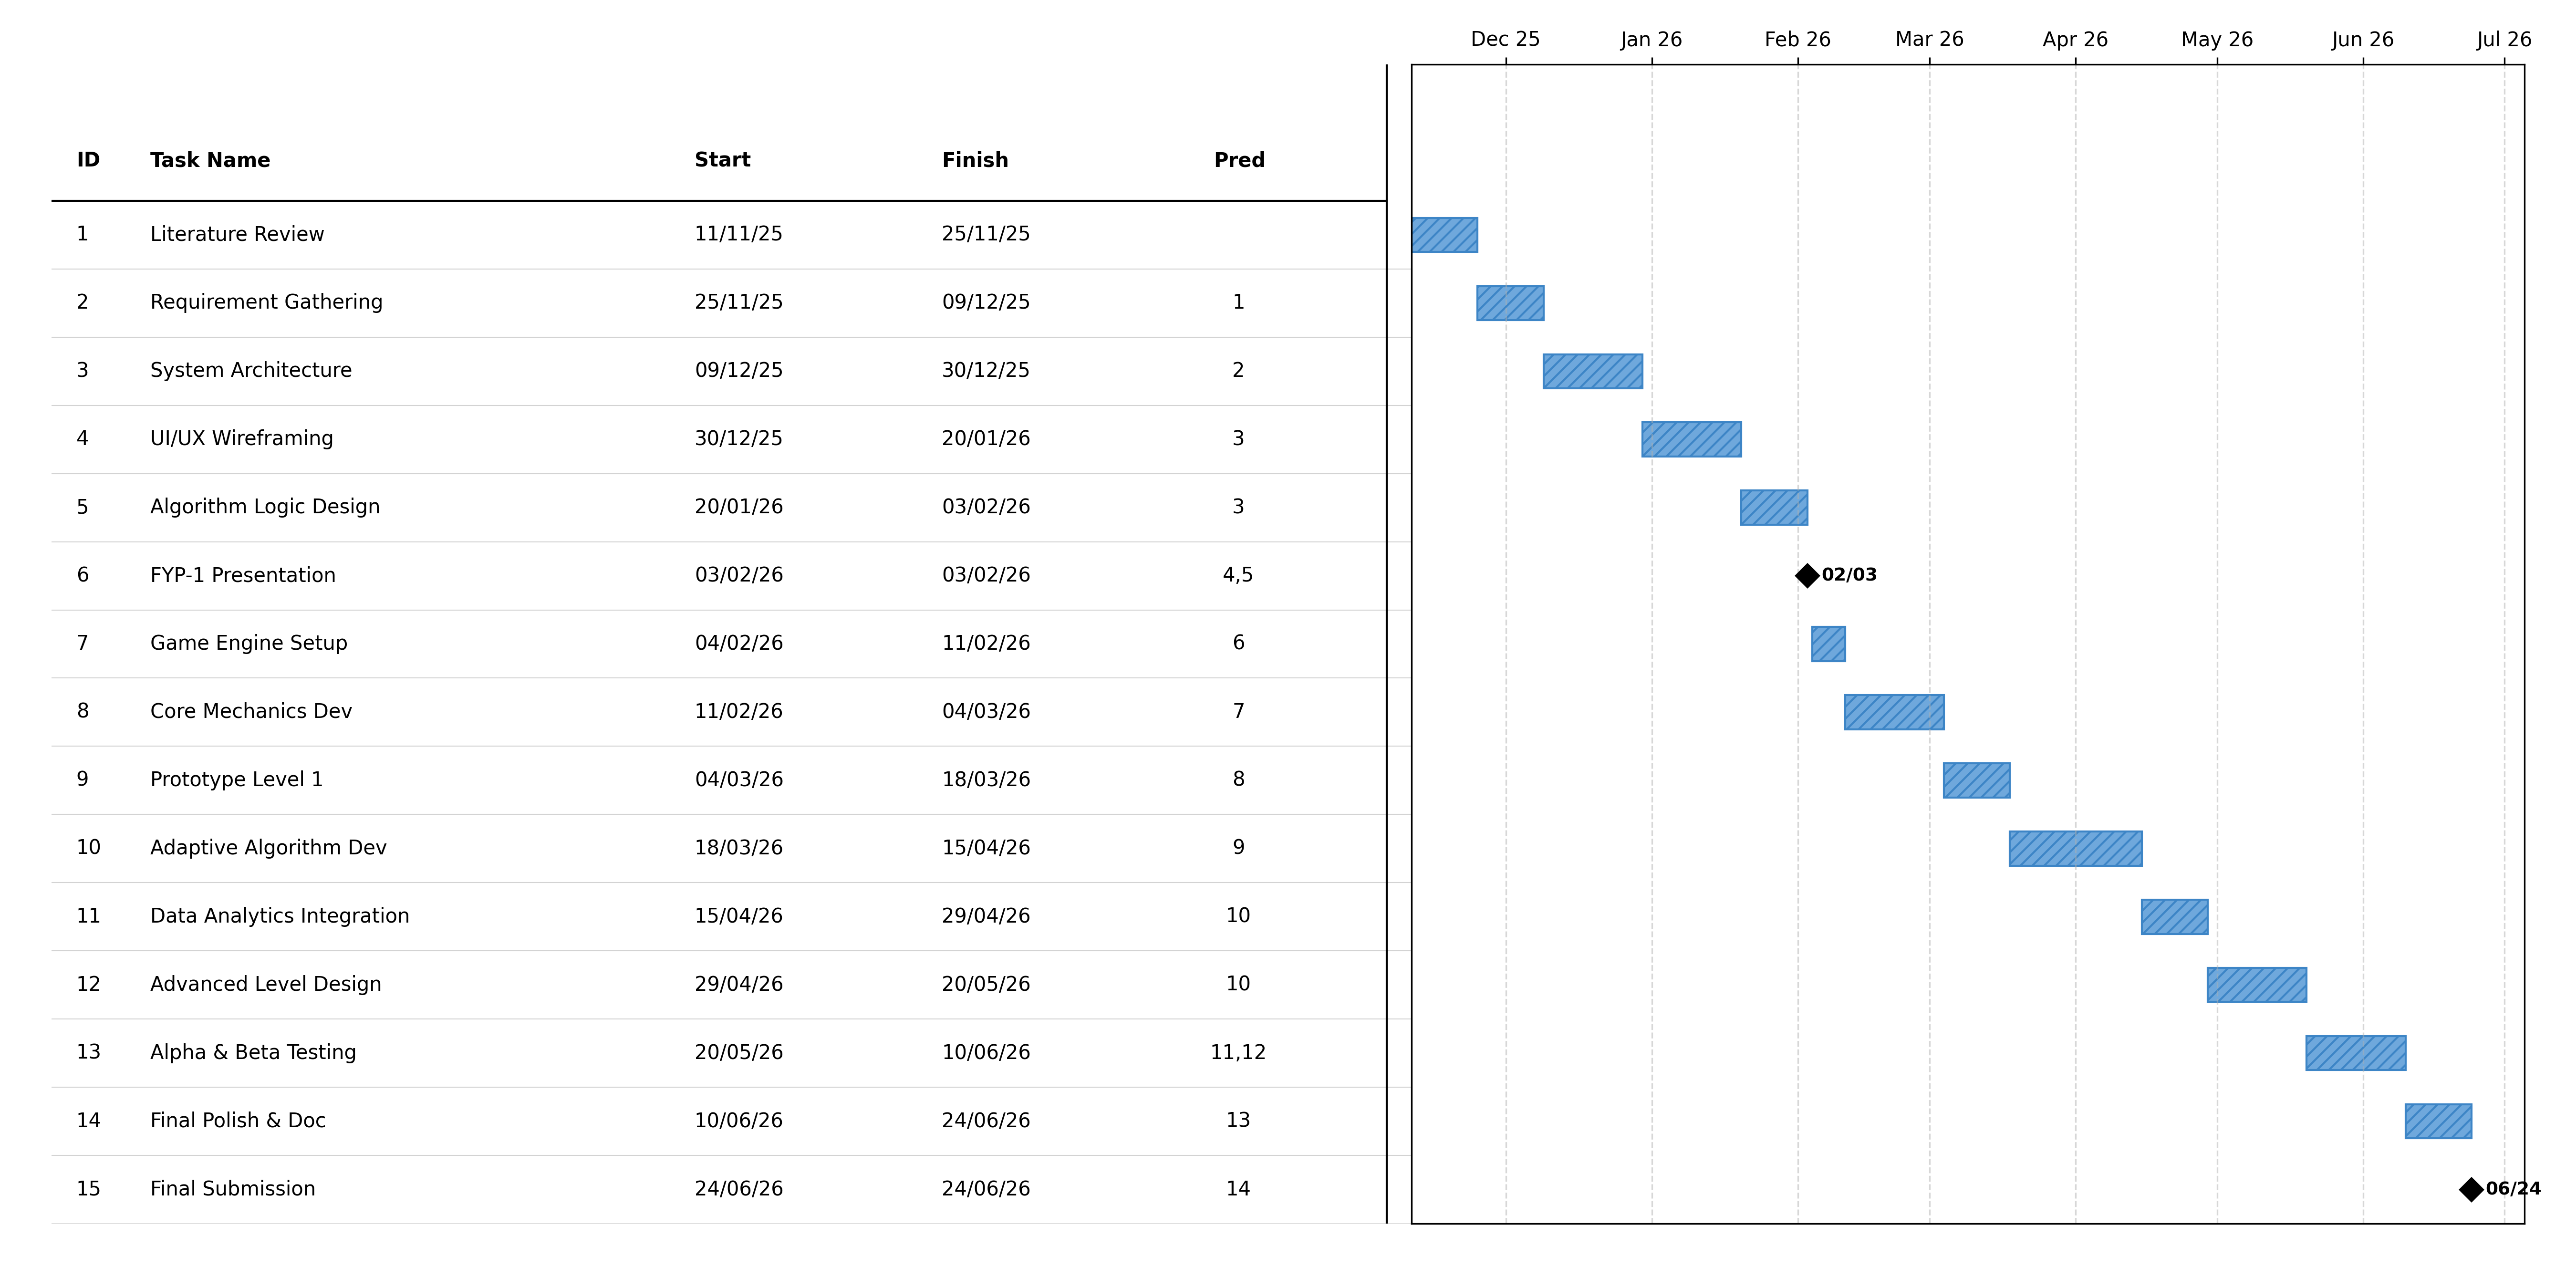 Dec 25 Jan 26 Feb 26 Mar 26 Apr 26 May 26 Jun 26 Jul 26
ID Task Name Start Finish Pred
1 Literature Review 11/11/25 25/11/25
2 Requirement Gathering 25/11/25 09/12/25 1
3 System Architecture 09/12/25 30/12/25 2
4 UI/UX Wireframing 30/12/25 20/01/26 3
5 Algorithm Logic Design 20/01/26 03/02/26 3
6 FYP-1 Presentation 03/02/26 03/02/26 4,5 02/03
7 Game Engine Setup 04/02/26 11/02/26 6
8 Core Mechanics Dev 11/02/26 04/03/26 7
9 Prototype Level 1 04/03/26 18/03/26 8
10 Adaptive Algorithm Dev 18/03/26 15/04/26 9
11 Data Analytics Integration 15/04/26 29/04/26 10
12 Advanced Level Design 29/04/26 20/05/26 10
13 Alpha & Beta Testing 20/05/26 10/06/26 11,12
14 Final Polish & Doc 10/06/26 24/06/26 13
15 Final Submission 24/06/26 24/06/26 14 06/24